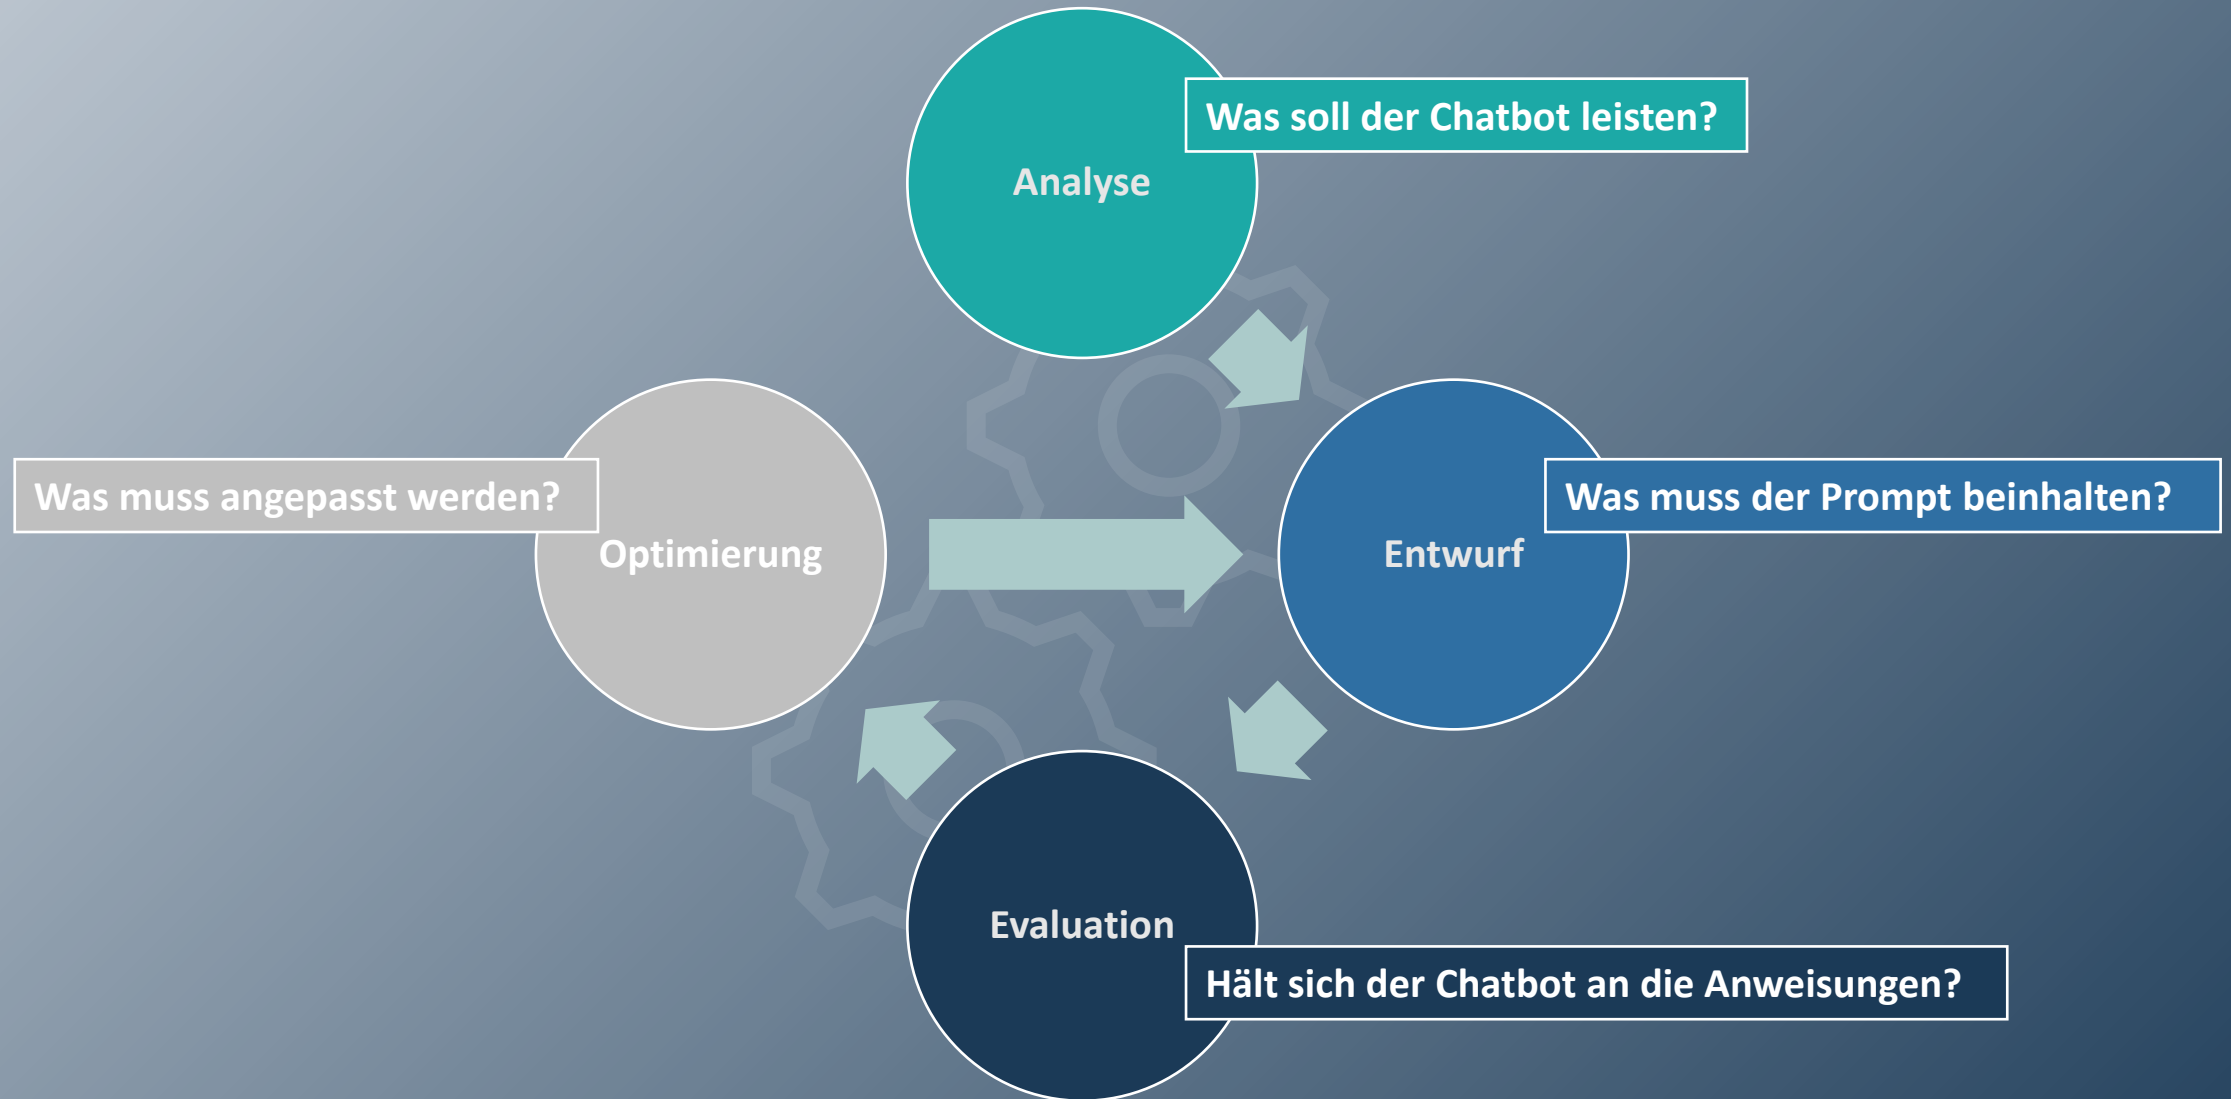 Was soll der Chatbot leisten?
Analyse
Was muss angepasst werden?
Optimierung
Was muss der Prompt beinhalten?
Entwurf
Evaluation
Hält sich der Chatbot an die Anweisungen?